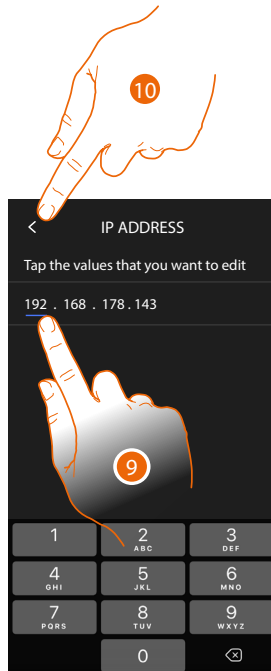 10
< IP ADDRESS
Tap the values that you want to edit
192 . 168 . 178 . 143
9
1 2 3
ABC DEF
4 5 6
GHI JKL MNO
7 8 9
PQRS TUV WXYZ
0